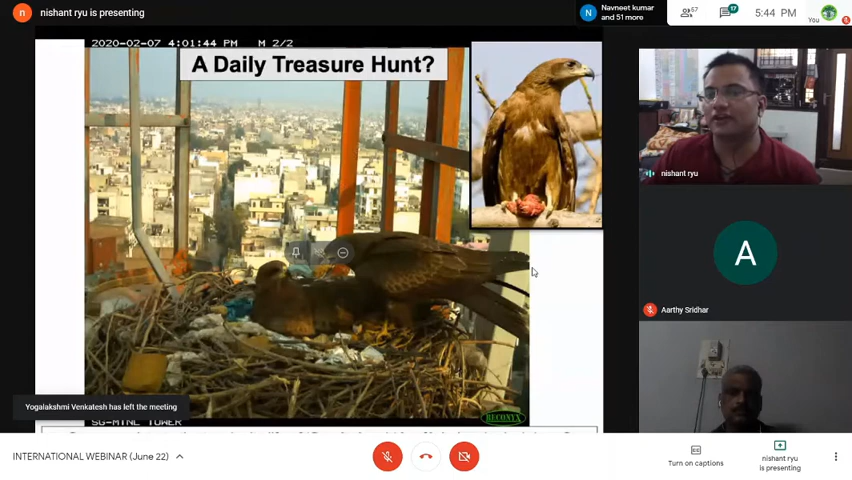 n nishant ryu is presenting
N Navneet kumar
and 51 more
57
17
5:44 PM
You
2020-02-07 4:01:44 PM M 2/2
A Daily Treasure Hunt?
nishant ryu
A
Aarthy Sridhar
Yogalakshmi Venkatesh has left the meeting
RECONYX
SG-MINL TOWER
INTERNATIONAL WEBINAR (June 22)
Turn on captions
nishant ryu
is presenting